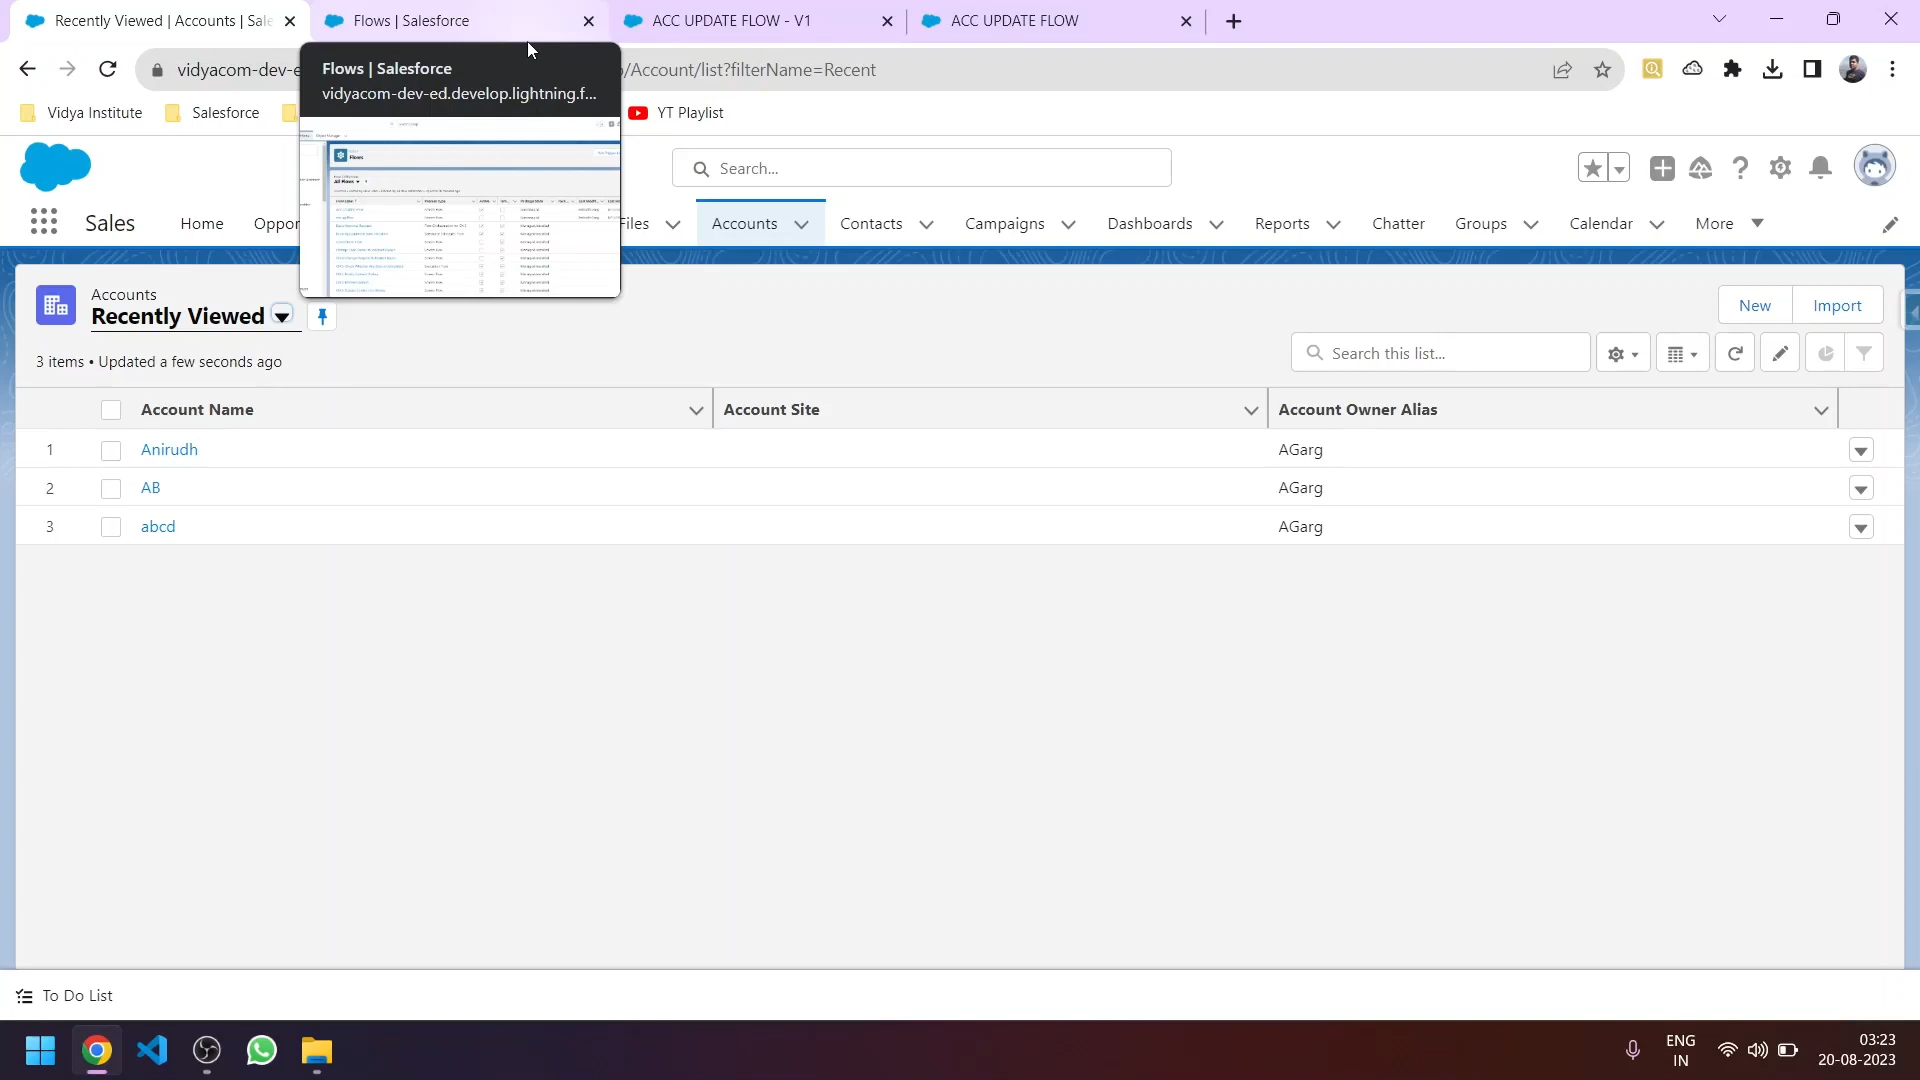 Recently Viewed | Accounts | Sale
Flows | Salesforce
ACC UPDATE FLOW - V1
ACC UPDATE FLOW
vidyacom-dev-e
/Account/list?filterName=Recent
Flows | Salesforce
vidyacom-dev-ed.develop.lightning.f...
Vidya Institute
Salesforce
YT Playlist
Flows
All Flows
Search...
Sales
Home
Oppor
Files
Accounts
Contacts
Campaigns
Dashboards
Reports
Chatter
Groups
Calendar
More
Accounts
Recently Viewed
New
Import
3 items • Updated a few seconds ago
Search this list...
Account Name
Account Site
Account Owner Alias
1
Anirudh
AGarg
2
AB
AGarg
3
abcd
AGarg
To Do List
ENG
IN
03:23
20-08-2023